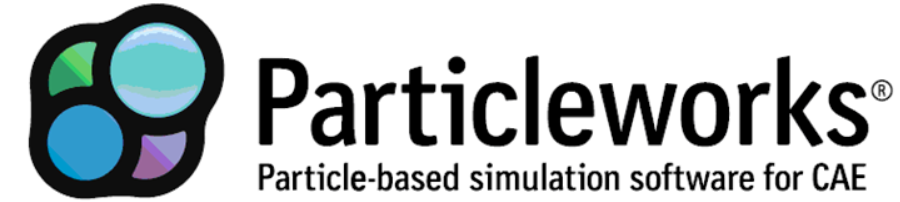 Particleworks®
Particle-based simulation software for CAE